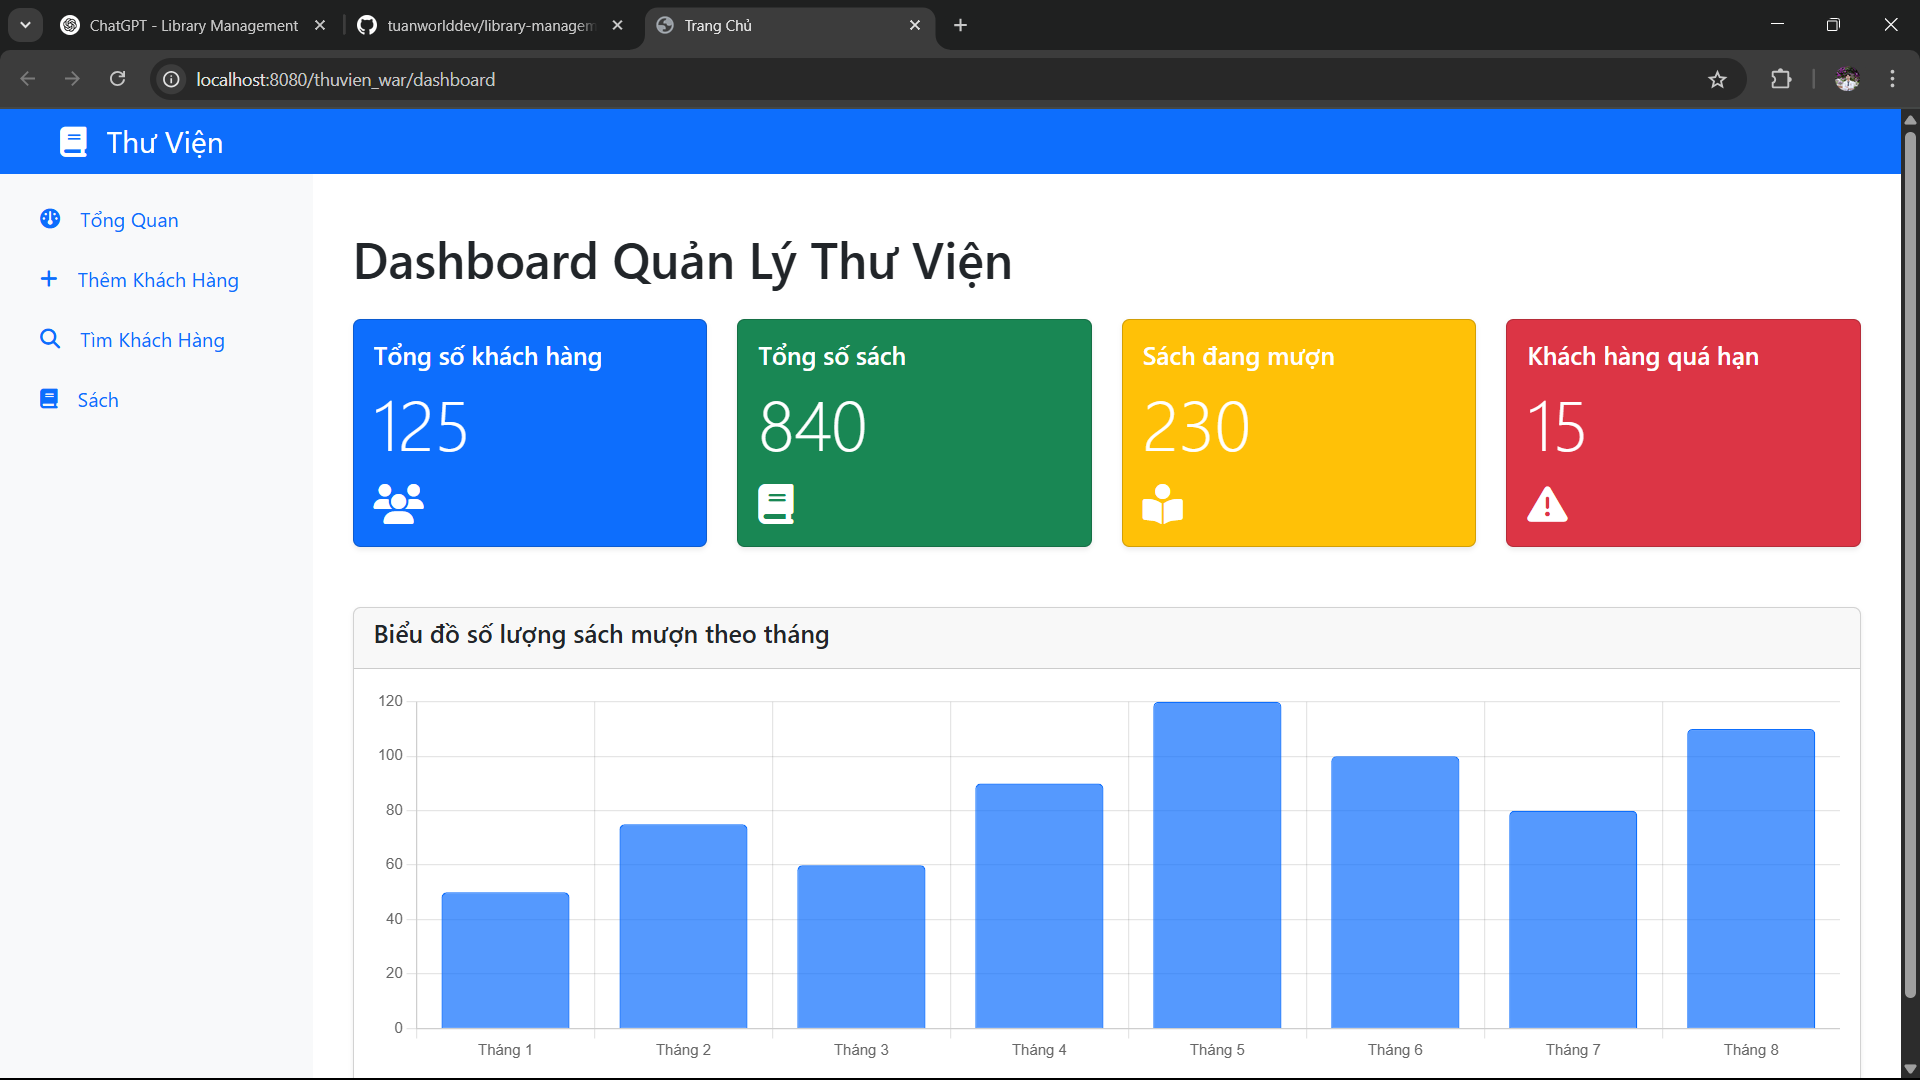 ChatGPT - Library Management
tuanworlddev/library-managem
Trang Chủ
localhost:8080/thuvien_war/dashboard
Thư Viện
Tổng Quan
Thêm Khách Hàng
Tìm Khách Hàng
Sách
Dashboard Quản Lý Thư Viện
Tổng số khách hàng
125
Tổng số sách
840
Sách đang mượn
230
Khách hàng quá hạn
15
Biểu đồ số lượng sách mượn theo tháng
120
100
80
60
40
20
0
Tháng 1 Tháng 2 Tháng 3 Tháng 4 Tháng 5 Tháng 6 Tháng 7 Tháng 8